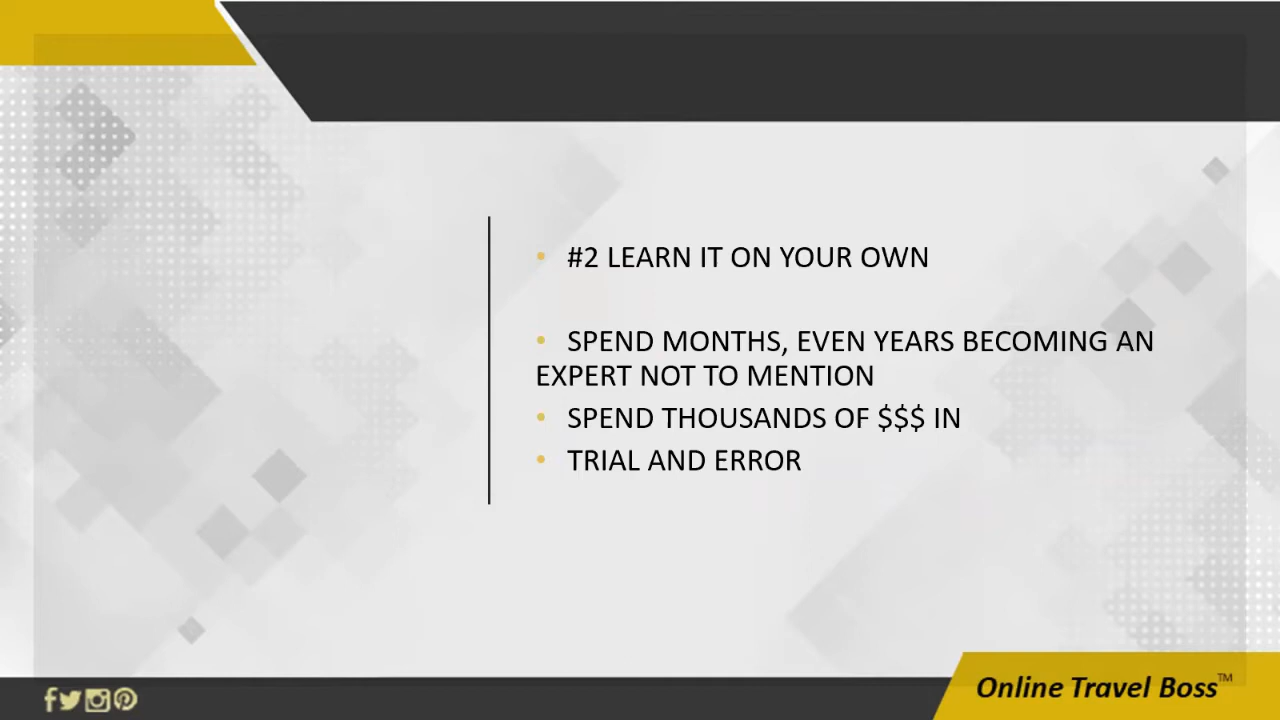 • #2 LEARN IT ON YOUR OWN
• SPEND MONTHS, EVEN YEARS BECOMING AN
EXPERT NOT TO MENTION
• SPEND THOUSANDS OF $$$ IN
• TRIAL AND ERROR
Online Travel Boss™